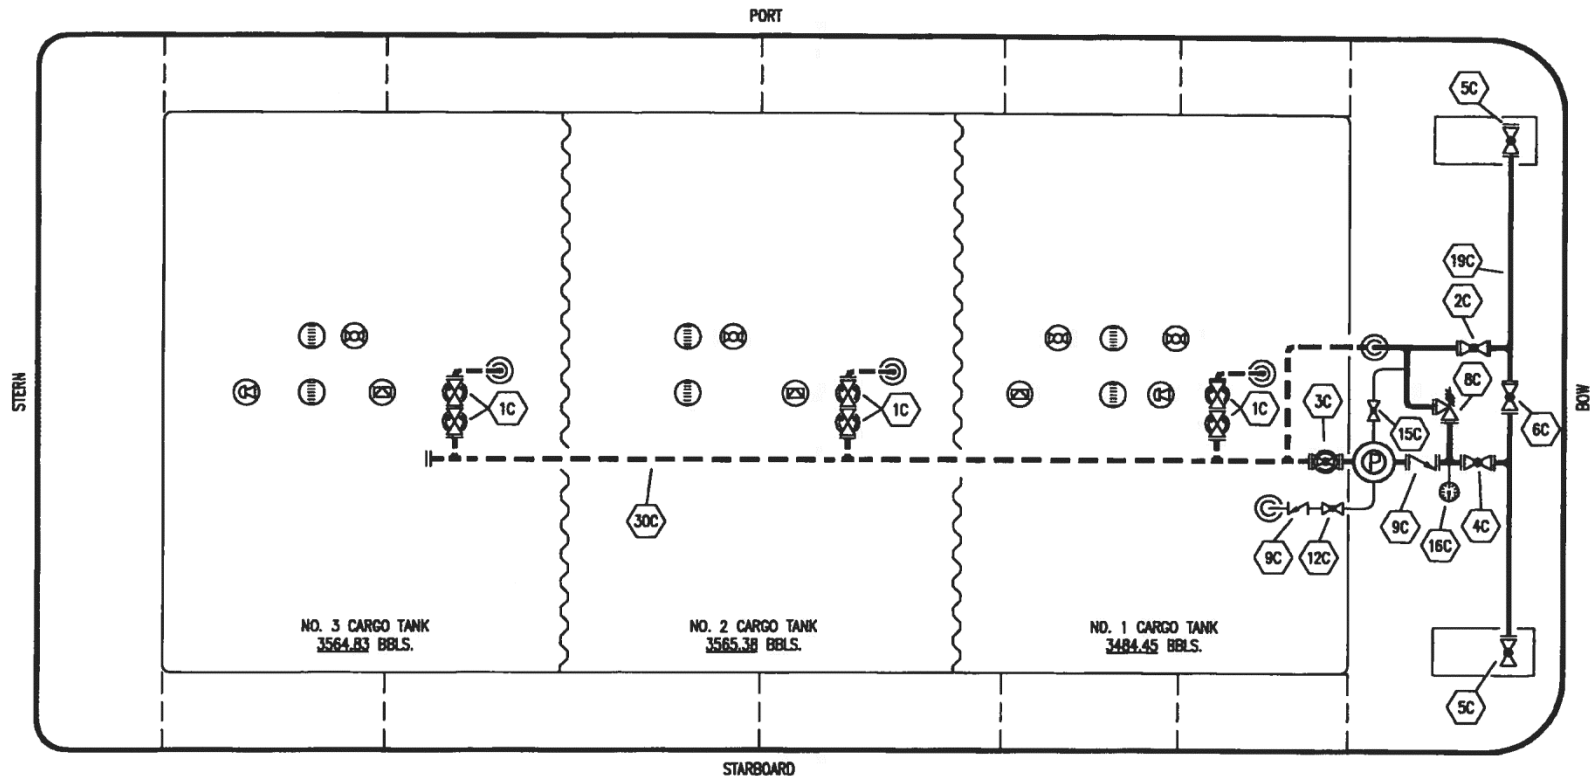 PORT
5C
19C
2C
8C
STERN
1C
1C
1C
3C
15C
6C
BOW
P
30C
9C
12C
9C
16C
4C
NO. 3 CARGO TANK
3564.83 BBLS.
NO. 2 CARGO TANK
3565.38 BBLS.
NO. 1 CARGO TANK
3484.45 BBLS.
5C
STARBOARD